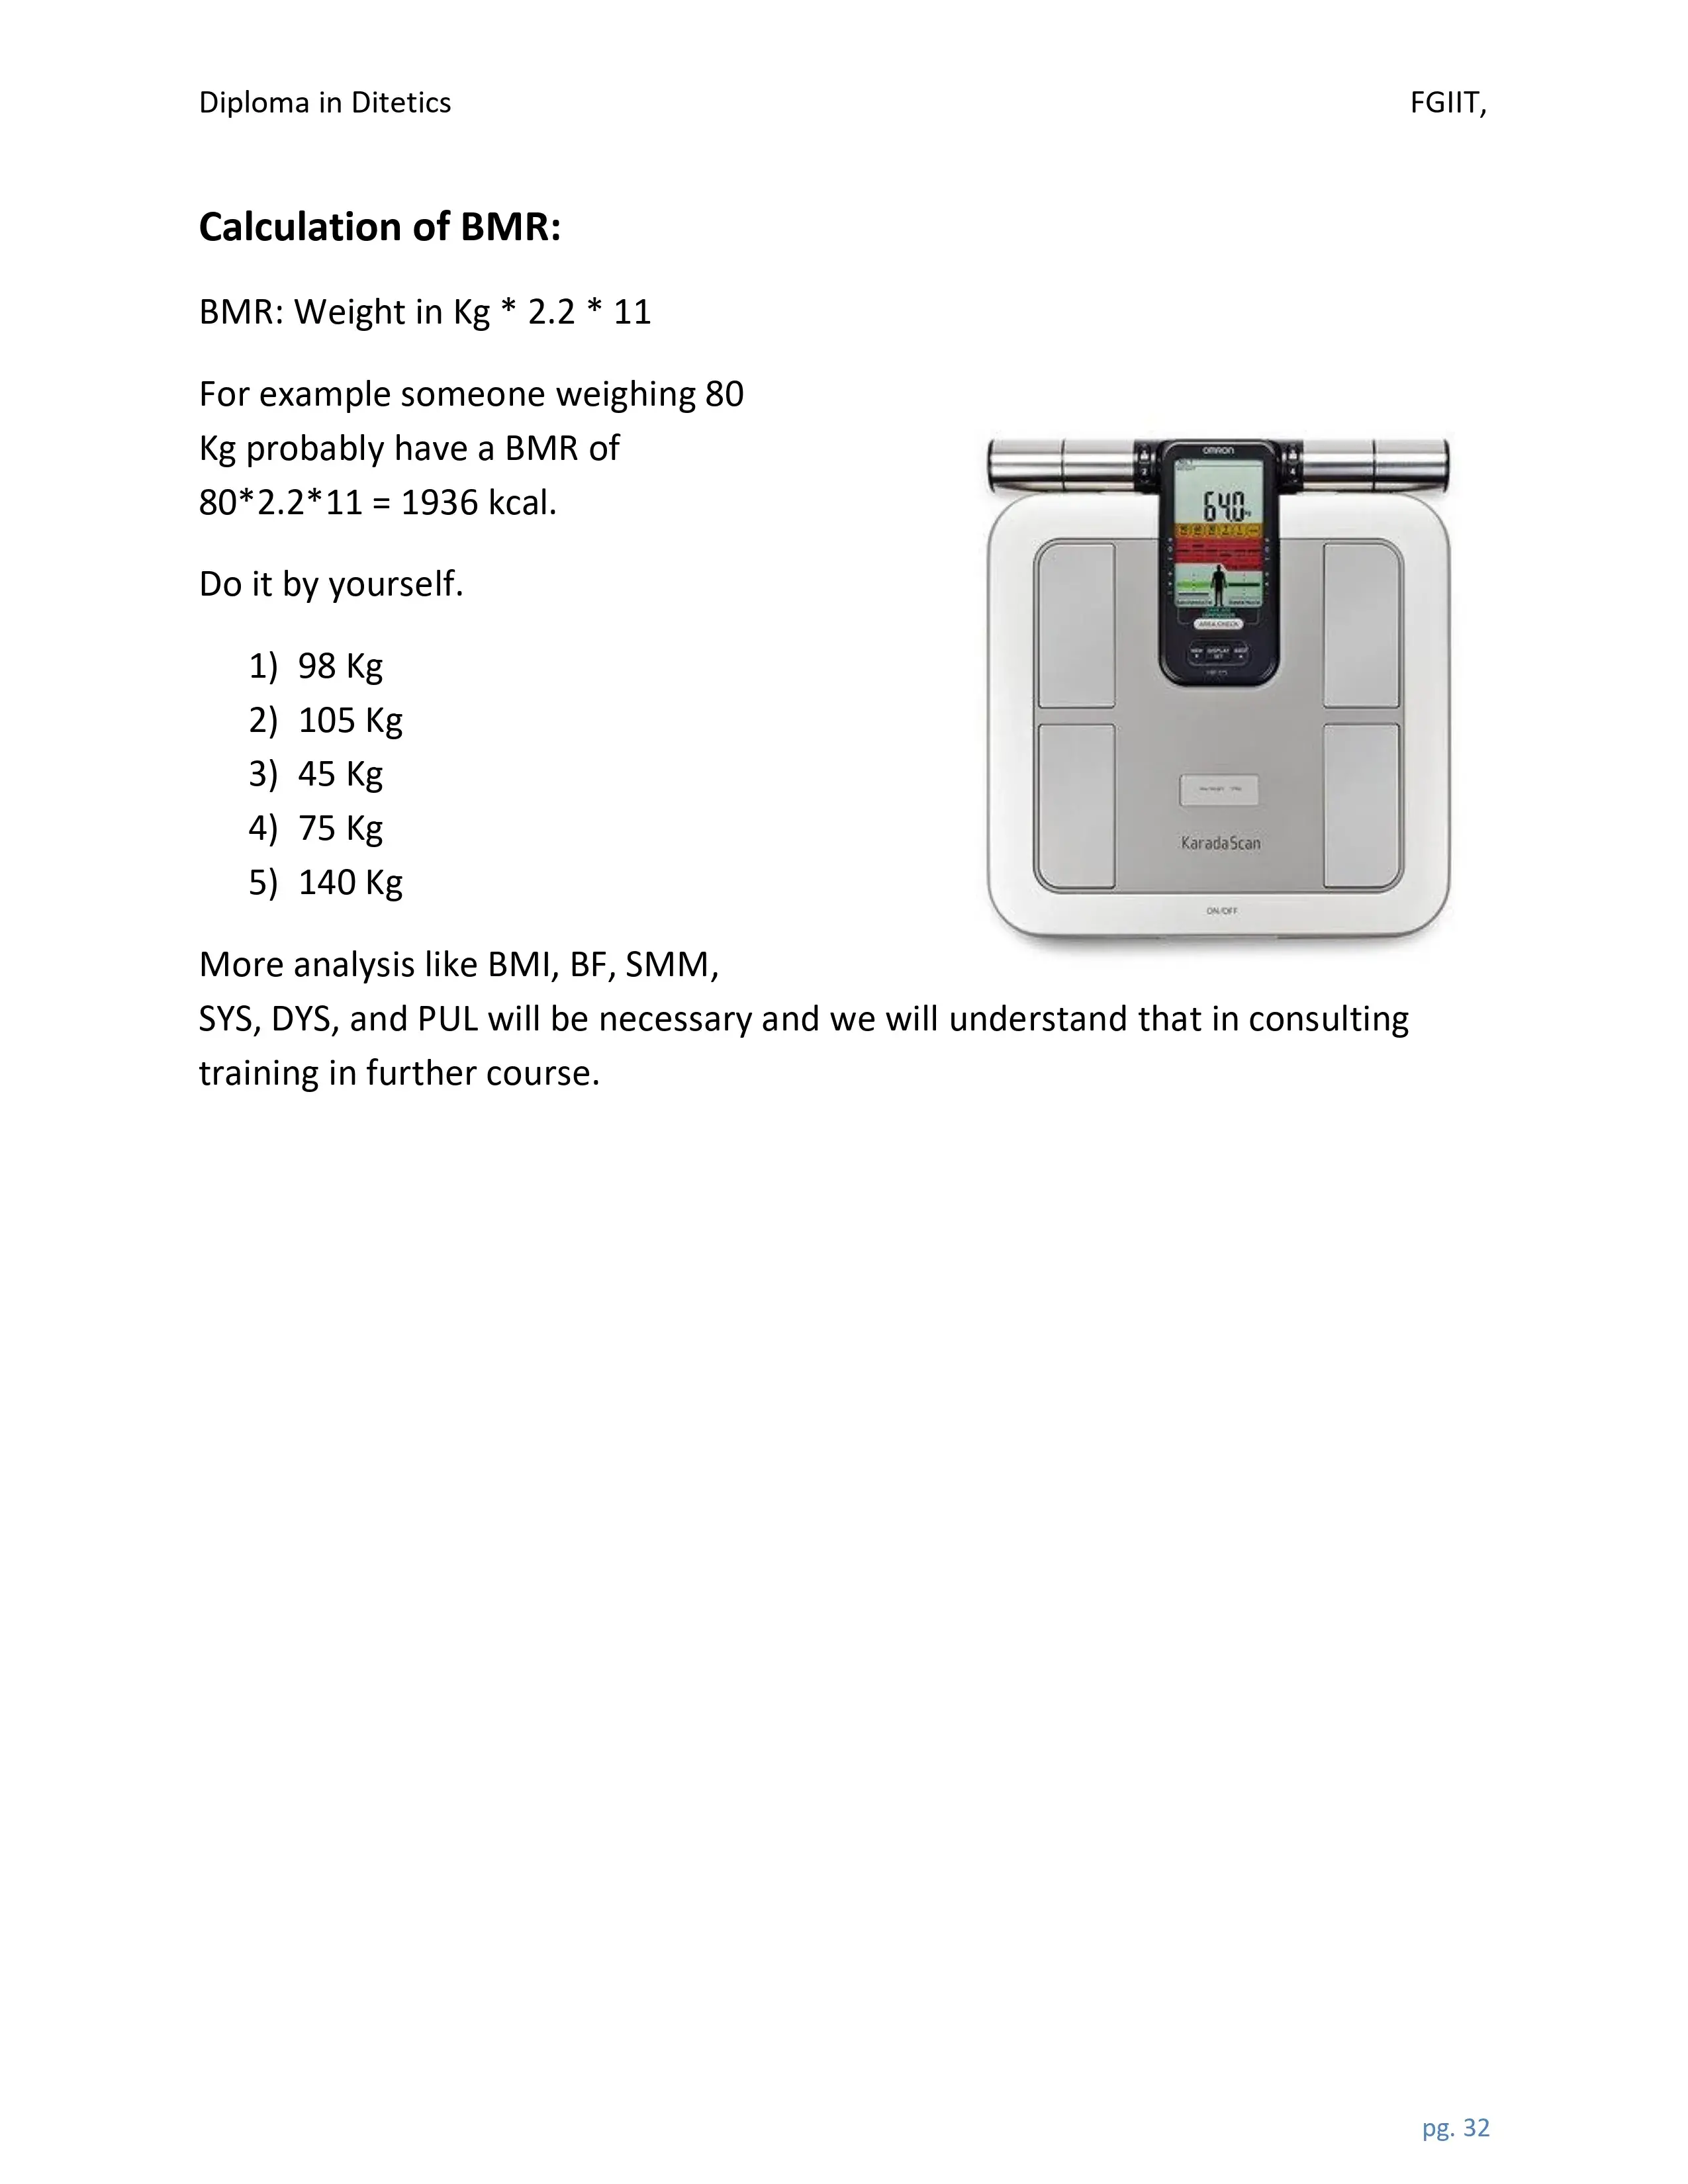 Diploma in Ditetics FGIIT,
Calculation of BMR:
BMR: Weight in Kg * 2.2 * 11
For example someone weighing 80
Kg probably have a BMR of
80*2.2*11 = 1936 kcal.
Do it by yourself.
1) 98 Kg
2) 105 Kg
3) 45 Kg
4) 75 Kg
5) 140 Kg
OMRON
64.0
AREA CHECK
KaradaScan
ON/OFF
More analysis like BMI, BF, SMM,
SYS, DYS, and PUL will be necessary and we will understand that in consulting
training in further course.
pg. 32